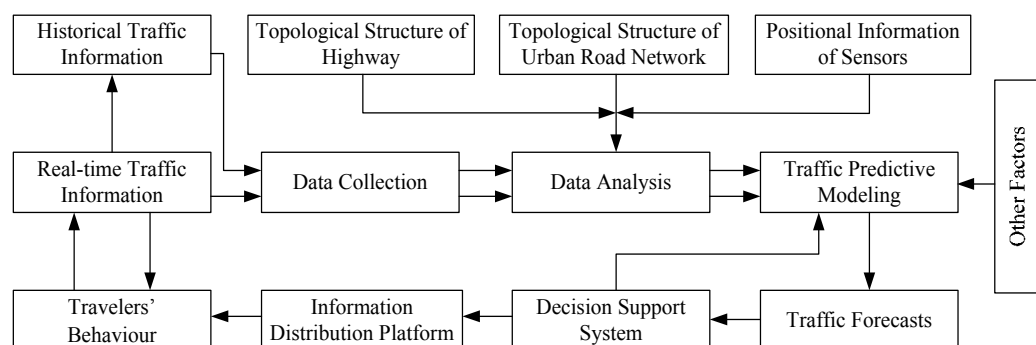 Historical Traffic
Information
Topological Structure of
Highway
Topological Structure of
Urban Road Network
Positional Information
of Sensors
Real-time Traffic
Information
Data Collection
Data Analysis
Traffic Predictive
Modeling
Other Factors
Travelers’
Behaviour
Information
Distribution Platform
Decision Support
System
Traffic Forecasts